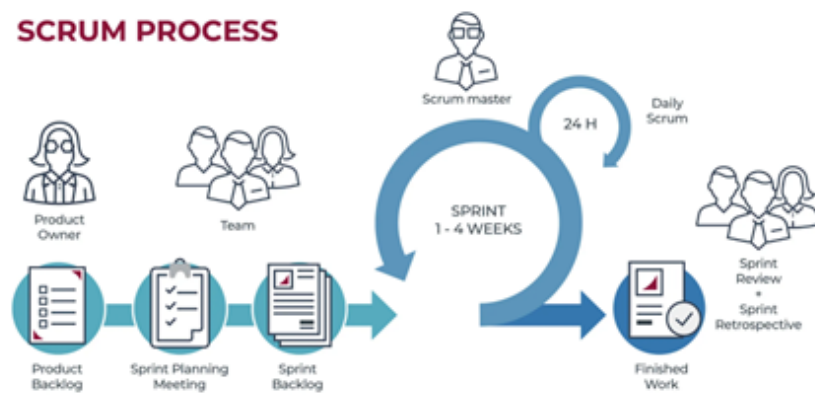 SCRUM PROCESS
Scrum master
24 H
Daily
Scrum
Product
Owner
Team
SPRINT
1 - 4 WEEKS
Sprint
Review
+
Sprint
Retrospective
Product
Backlog
Sprint Planning
Meeting
Sprint
Backlog
Finished
Work